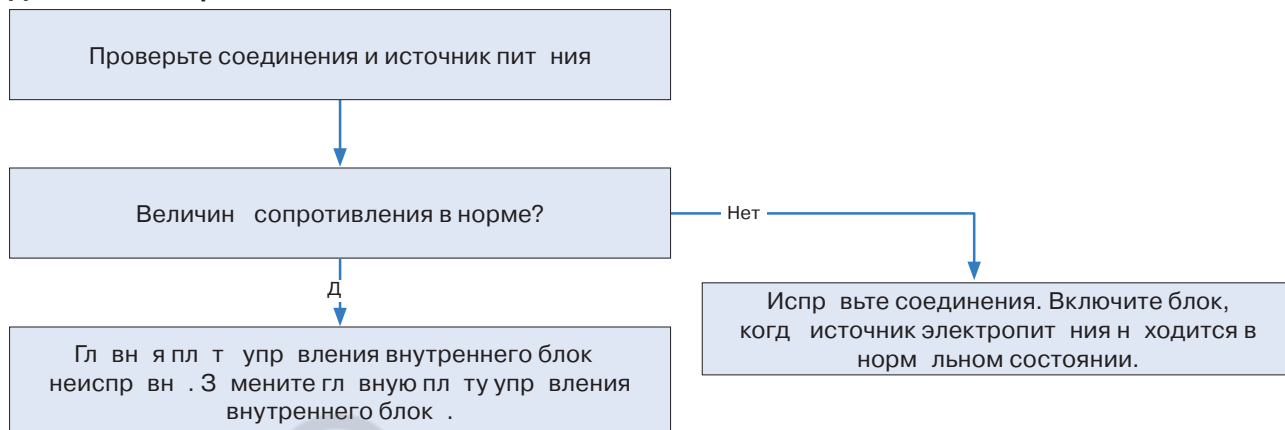 Проверьте соединения и источник пит ния
Величин сопротивления в норме?
Нет
Д
Испр вьте соединения. Включите блок,
когд источник электропит ния н ходится в
норм льном состоянии.
Гл вн я пл т упр вления внутреннего блок
неиспр вн . З мените гл вную пл ту упр вления
внутреннего блок .